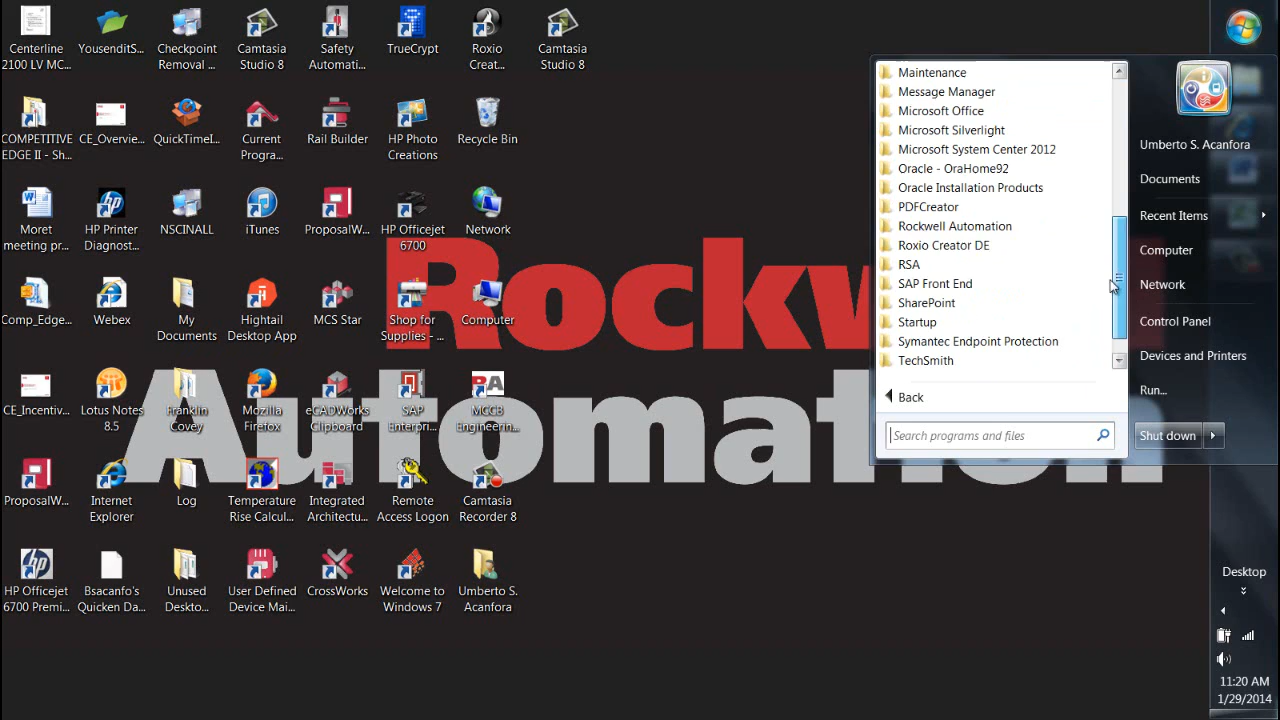 Centerline
2100 LV MC...
YousenditS...
Checkpoint
Removal ...
Camtasia
Studio 8
Safety
Automati...
TrueCrypt
Roxio
Creat...
Camtasia
Studio 8
COMPETITIVE
EDGE II - Sh...
CE_Overvie...
QuickTimeI...
Current
Progra...
Rail Builder
HP Photo
Creations
Recycle Bin
Moret
meeting pr...
HP Printer
Diagnost...
NSCINALL
iTunes
ProposalW...
HP Officejet
6700
Network
Comp_Edge...
Webex
My
Documents
Hightail
Desktop App
MCS Star
Shop for
Supplies - ...
Computer
CE_Incentiv...
Lotus Notes
8.5
Franklin
Covey
Mozilla
Firefox
eCADWorks
Clipboard
SAP
Enterpri...
MCCB
Engineerin...
ProposalW...
Internet
Explorer
Log
Temperature
Rise Calcul...
Integrated
Architectu...
Remote
Access Logon
Camtasia
Recorder 8
HP Officejet
6700 Premi...
Bsacanfo's
Quicken Da...
Unused
Deskto...
User Defined
Device Mai...
CrossWorks
Welcome to
Windows 7
Umberto S.
Acanfora
Rockw
Automation
Maintenance
Message Manager
Microsoft Office
Microsoft Silverlight
Microsoft System Center 2012
Oracle - OraHome92
Oracle Installation Products
PDFCreator
Rockwell Automation
Roxio Creator DE
RSA
SAP Front End
SharePoint
Startup
Symantec Endpoint Protection
TechSmith
Back
Search programs and files
Umberto S. Acanfora
Documents
Recent Items
Computer
Network
Control Panel
Devices and Printers
Run...
Shut down
Desktop
11:20 AM
1/29/2014